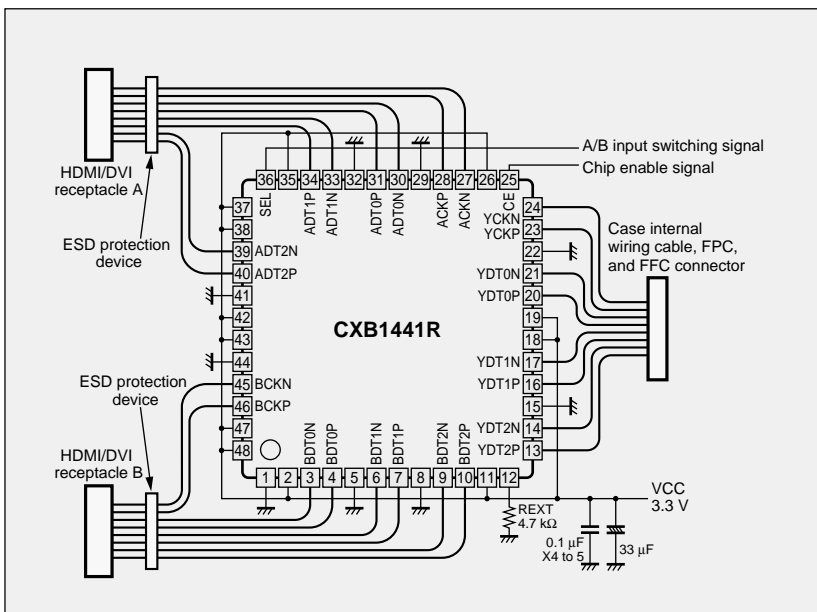 A/B input switching signal
Chip enable signal
HDMI/DVI
receptacle A
ESD protection
device
36 35 34 33 32 31 30 29 28 27 26 25
SEL ADT1P ADT1N ADT0P ADT0N ACKP ACKN CE
37
38
39 ADT2N
40 ADT2P
41
42
43
44
45 BCKN
46 BCKP
47
48
CXB1441R
YCKN 24
YCKP 23
22
YDT0N 21
YDT0P 20
19
18
YDT1N 17
YDT1P 16
15
YDT2N 14
YDT2P 13
Case internal
wiring cable, FPC,
and FFC connector
ESD protection
device
HDMI/DVI
receptacle B
BDT0N BDT0P BDT1N BDT1P BDT2N BDT2P
1 2 3 4 5 6 7 8 9 10 11 12
REXT
4.7 kΩ
0.1 μF
X4 to 5
33 μF
VCC
3.3 V